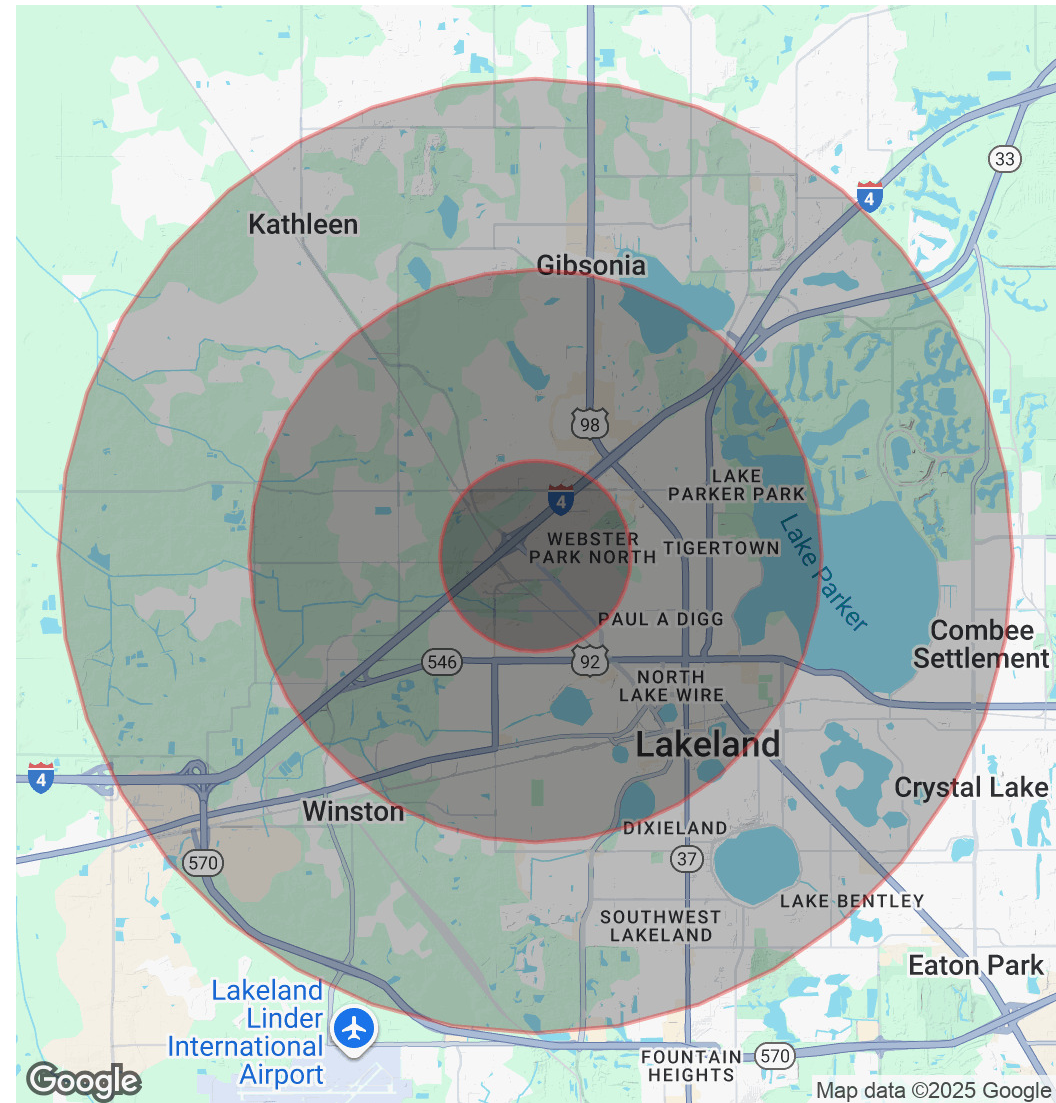 33
4
Kathleen
Gibsonia
98
LAKE
PARKER PARK
4
WEBSTER
PARK NORTH
TIGERTOWN
Lake Parker
PAUL A DIGG
Combee
Settlement
546
92
NORTH
LAKE WIRE
Lakeland
4
Crystal Lake
Winston
DIXIELAND
570
37
LAKE BENTLEY
SOUTHWEST
LAKELAND
Eaton Park
Lakeland
Linder
International
Airport
FOUNTAIN
HEIGHTS
570
Google
Map data ©2025 Google